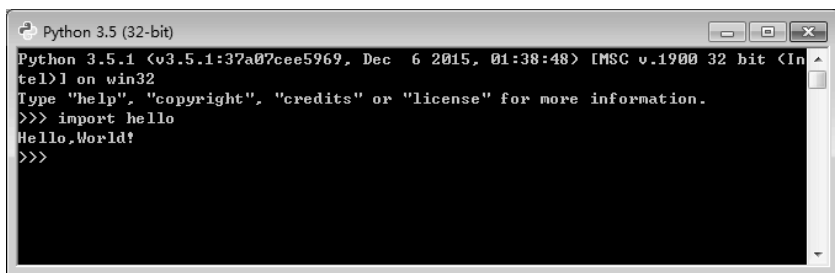 Python 3.5 (32-bit)
Python 3.5.1 (v3.5.1:37a07cee5969, Dec  6 2015, 01:38:48) [MSC v.1900 32 bit (In
tel)] on win32
Type "help", "copyright", "credits" or "license" for more information.
>>> import hello
Hello,World!
>>>